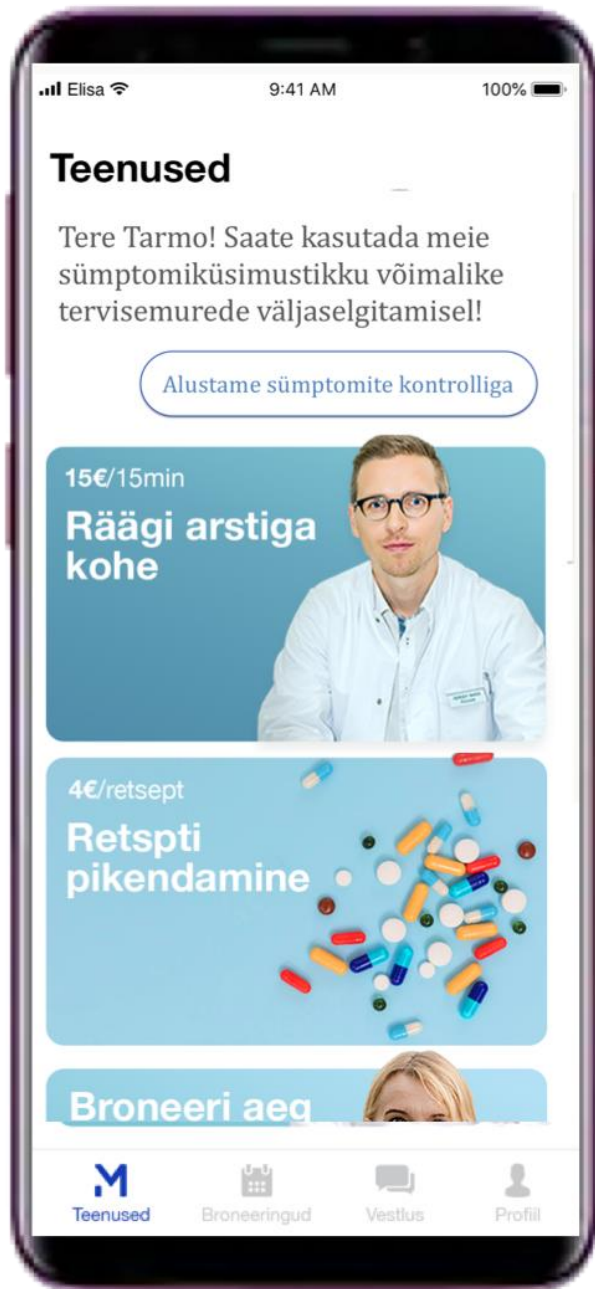 Elisa
9:41 AM
100%
Teenused
Tere Tarmo! Saate kasutada meie
sümptomiküsimustikku võimalike
tervisemurede väljaselgitamisel!
Alustame sümptomite kontrolliga
15€/15min
Räägi arstiga
kohe
4€/retsept
Retspti
pikendamine
Broneeri aeg
Teenused
Broneeringud
Vestlus
Profiil